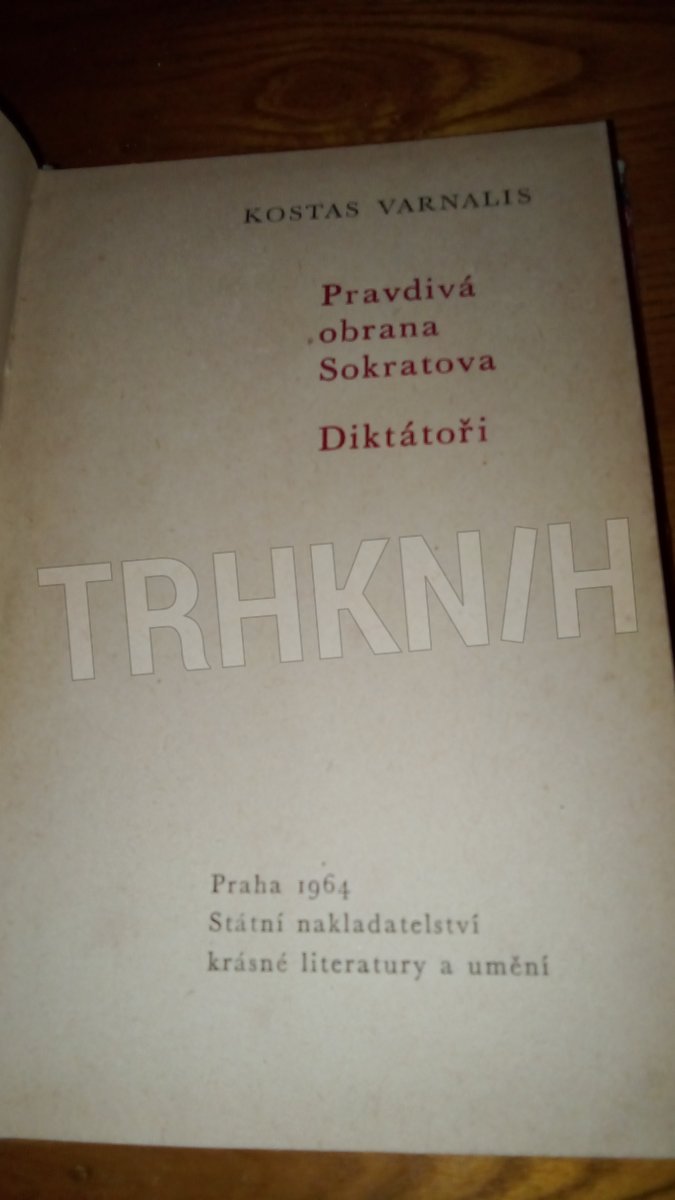 KOSTAS VARNALIS
Pravdivá
obrana
Sokratova
Diktátoři
TRHKNIH
Praha 1964
Státní nakladatelství
krásné literatury a umění